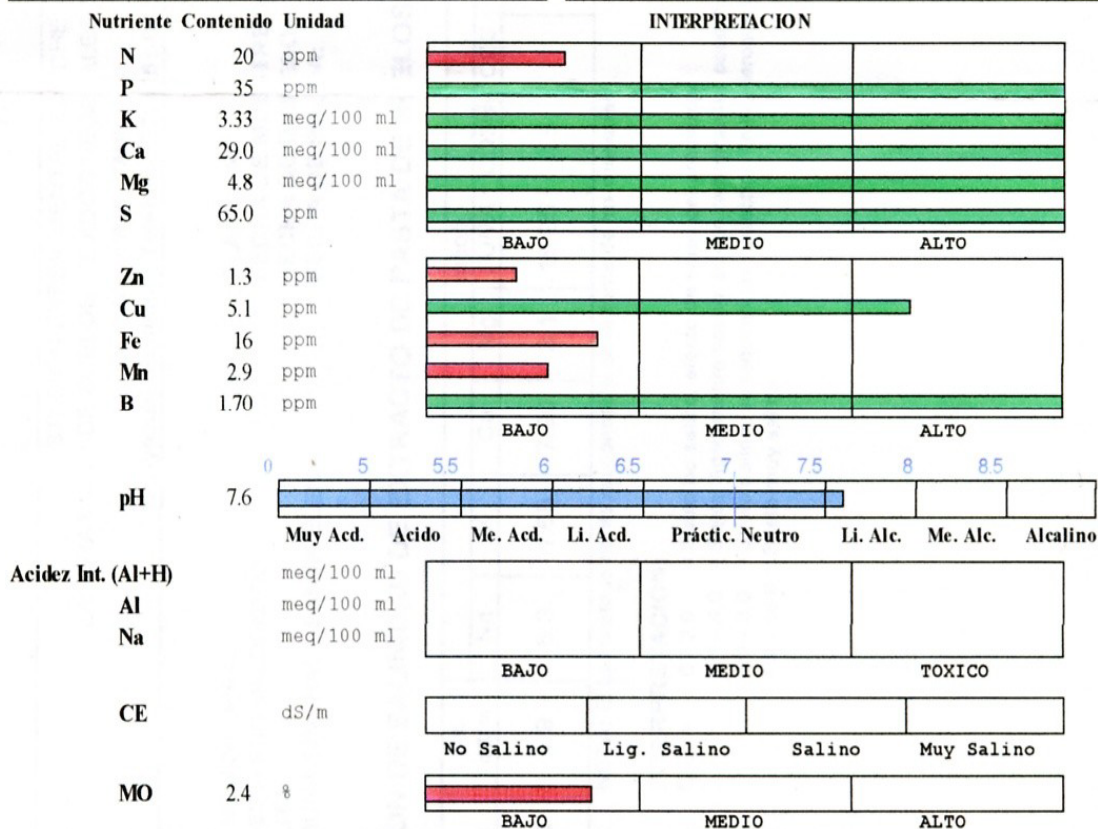 Nutriente Contenido Unidad INTERPRETACION
N 20 ppm
P 35 ppm
K 3.33 meq/100 ml
Ca 29.0 meq/100 ml
Mg 4.8 meq/100 ml
S 65.0 ppm
BAJO MEDIO ALTO
Zn 1.3 ppm
Cu 5.1 ppm
Fe 16 ppm
Mn 2.9 ppm
B 1.70 ppm
BAJO MEDIO ALTO
0 5 5.5 6 6.5 7 7.5 8 8.5
pH 7.6
Muy Acd. Acido Me. Acd. Li. Acd. Práctic. Neutro Li. Alc. Me. Alc. Alcalino
Acidez Int. (Al+H) meq/100 ml
Al meq/100 ml
Na meq/100 ml
BAJO MEDIO TOXICO
CE dS/m
No Salino Lig. Salino Salino Muy Salino
MO 2.4 %
BAJO MEDIO ALTO